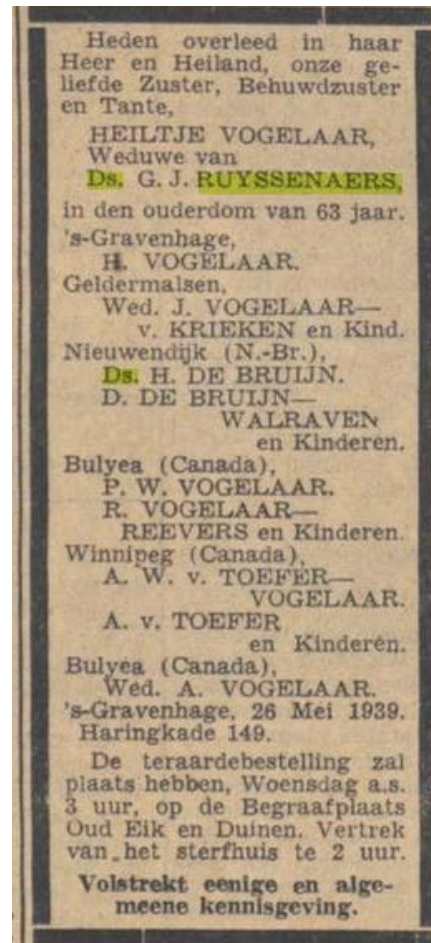 Heden overleed in haar
Heer en Heiland, onze ge-
liefde Zuster, Behuwdzuster
en Tante,
HEILTJE VOGELAAR,
Weduwe van
Ds. G. J. RUYSSENAERS,
in den ouderdom van 63 jaar.
's-Gravenhage,
H. VOGELAAR.
Geldermalsen,
Wed. J. VOGELAAR—
v. KRIEKEN en Kind.
Nieuwendijk (N.-Br.),
Ds. H. DE BRUIJN.
D. DE BRUIJN—
WALRAVEN
en Kinderen.
Bulyea (Canada),
P. W. VOGELAAR.
R. VOGELAAR—
REEVERS en Kinderen.
Winnipeg (Canada),
A. W. v. TOEFER—
VOGELAAR.
A. v. TOEFER
en Kinderen.
Bulyea (Canada),
Wed. A. VOGELAAR.
's-Gravenhage, 26 Mei 1939.
Haringkade 149.
De teraardebestelling zal
plaats hebben, Woensdag a.s.
3 uur, op de Begraafplaats
Oud Eik en Duinen. Vertrek
van het sterfhuis te 2 uur.
Volstrekt eenige en alge-
meene kennisgeving.